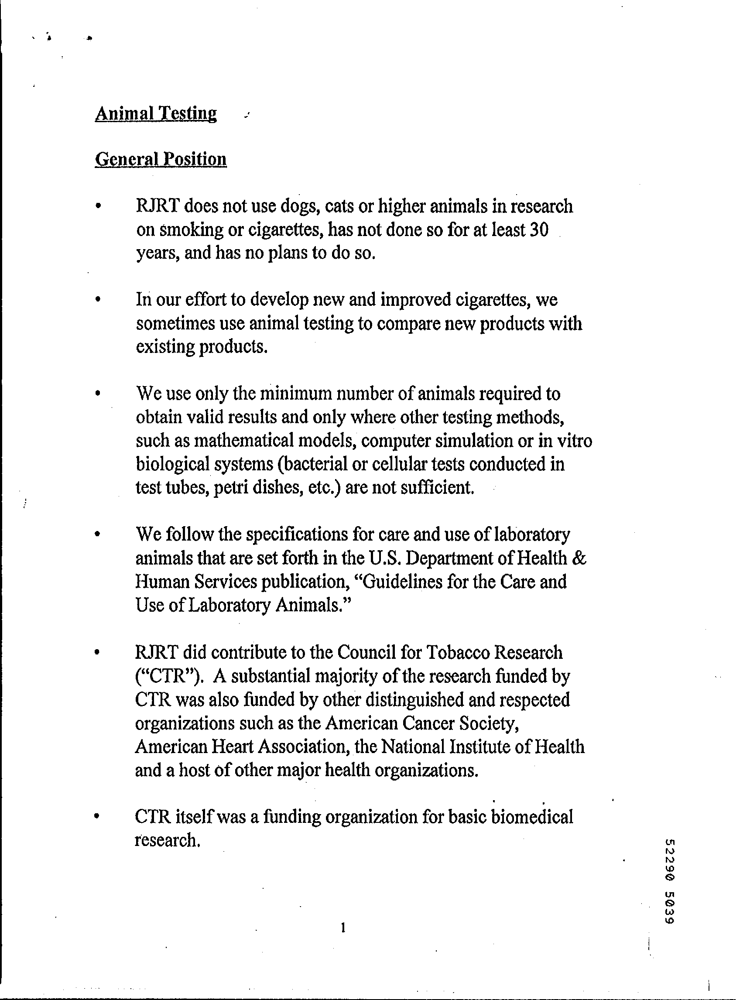 Animal Testing
General Position
• RJRT does not use dogs, cats or higher animals in research
on smoking or cigarettes, has not done so for at least 30
years, and has no plans to do so.
• In our effort to develop new and improved cigarettes, we
sometimes use animal testing to compare new products with
existing products.
• We use only the minimum number of animals required to
obtain valid results and only where other testing methods,
such as mathematical models, computer simulation or in vitro
biological systems (bacterial or cellular tests conducted in
test tubes, petri dishes, etc.) are not sufficient.
• We follow the specifications for care and use of laboratory
animals that are set forth in the U.S. Department of Health &
Human Services publication, “Guidelines for the Care and
Use of Laboratory Animals.”
• RJRT did contribute to the Council for Tobacco Research
(“CTR”). A substantial majority of the research funded by
CTR was also funded by other distinguished and respected
organizations such as the American Cancer Society,
American Heart Association, the National Institute of Health
and a host of other major health organizations.
• CTR itself was a funding organization for basic biomedical
research.
52290 5039
1